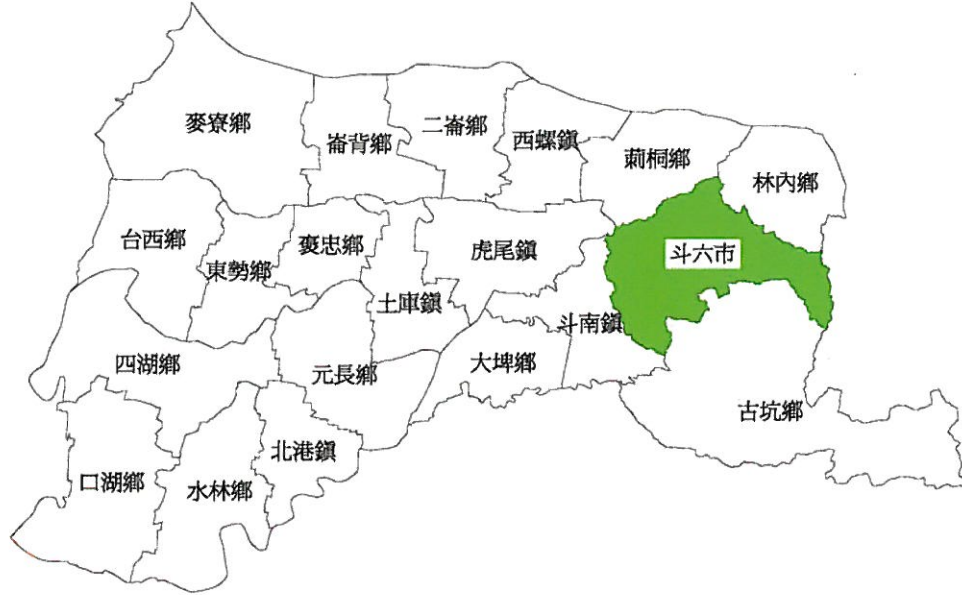 麥寮鄉
崙背鄉
二崙鄉
西螺鎮
莿桐鄉
林內鄉
台西鄉
東勢鄉
褒忠鄉
土庫鎮
虎尾鎮
斗六市
斗南鎮
四湖鄉
元長鄉
大埤鄉
古坑鄉
口湖鄉
水林鄉
北港鎮